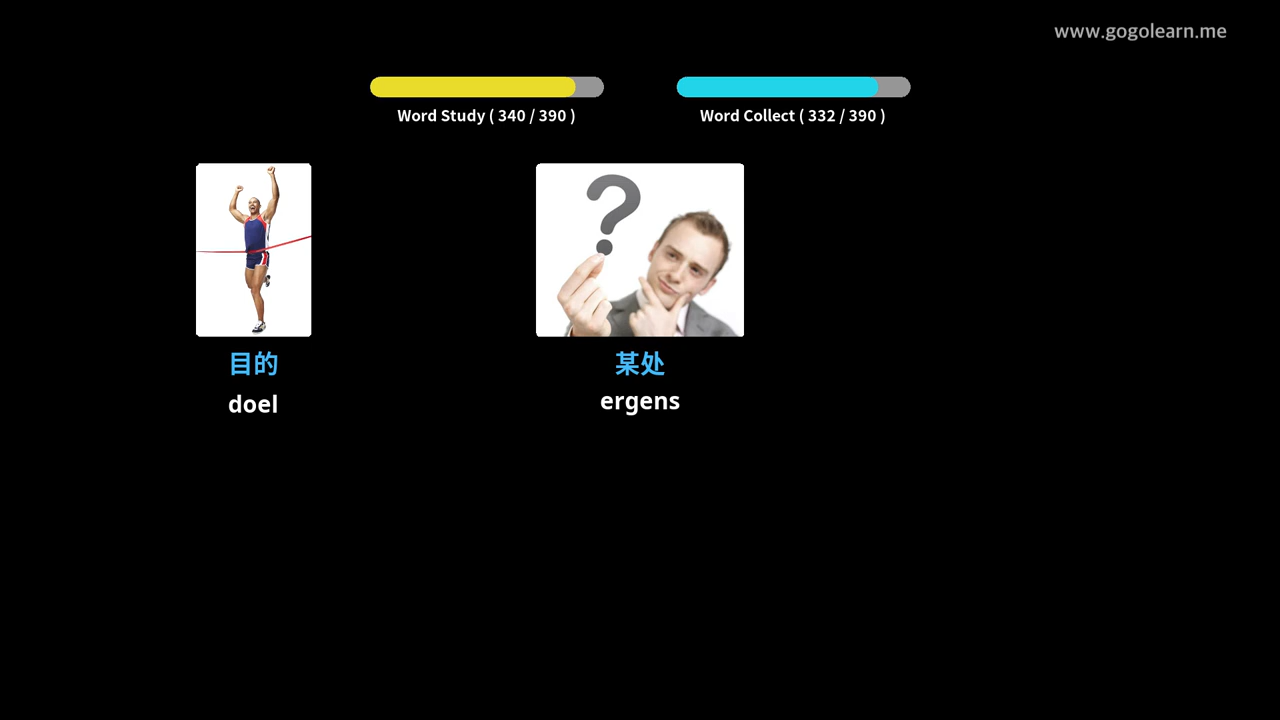 www.gogolearn.me
Word Study ( 340 / 390 )
Word Collect ( 332 / 390 )
目的
doel
某处
ergens